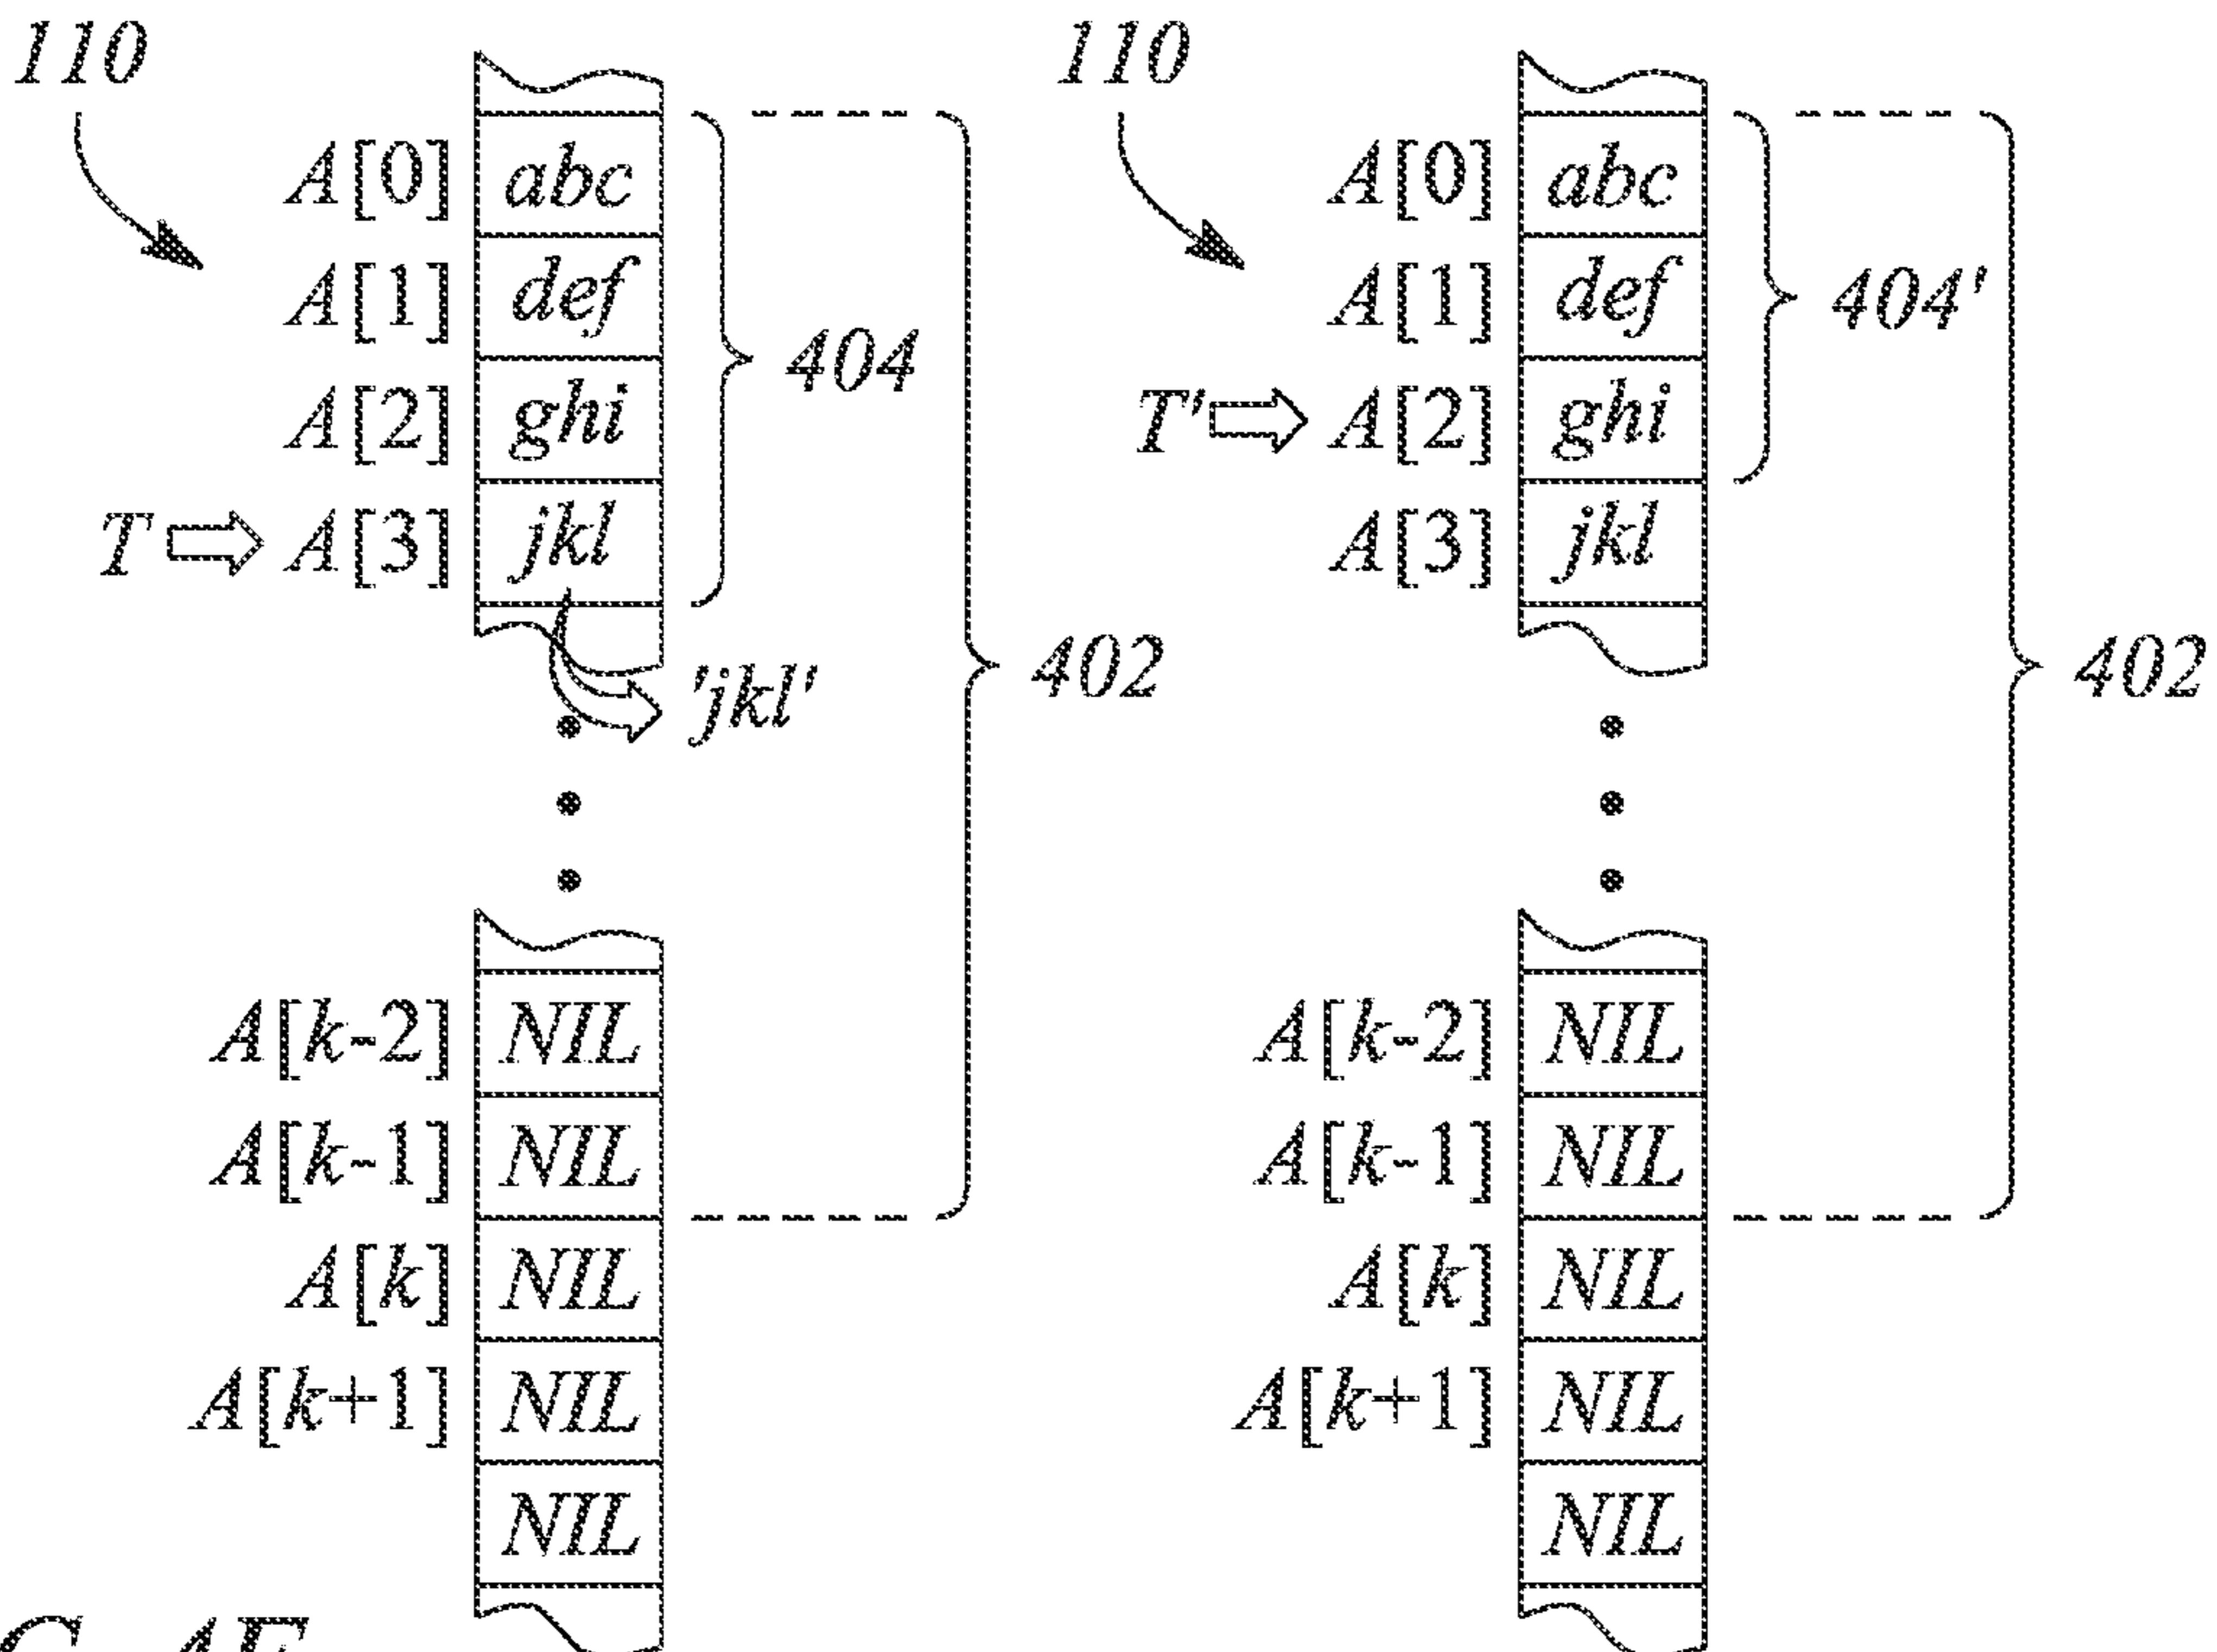 110
A[0] abc
A[1] def
404
A[2] ghi
T A[3] jkl
'jkl'
402
A[k-2] NIL
A[k-1] NIL
A[k] NIL
A[k+1] NIL
NIL
110
A[0] abc
A[1] def
404'
T' A[2] ghi
A[3] jkl
402
A[k-2] NIL
A[k-1] NIL
A[k] NIL
A[k+1] NIL
NIL